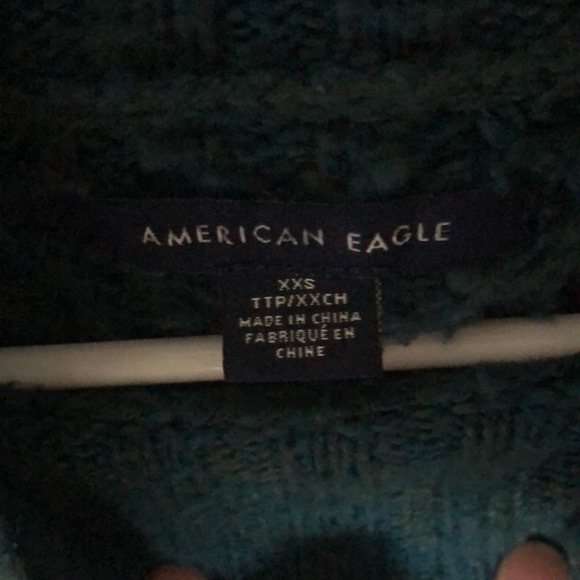 AMERICAN EAGLE
XXS
TTP/XXCH
MADE IN CHINA
FABRIQUÉ EN
CHINE